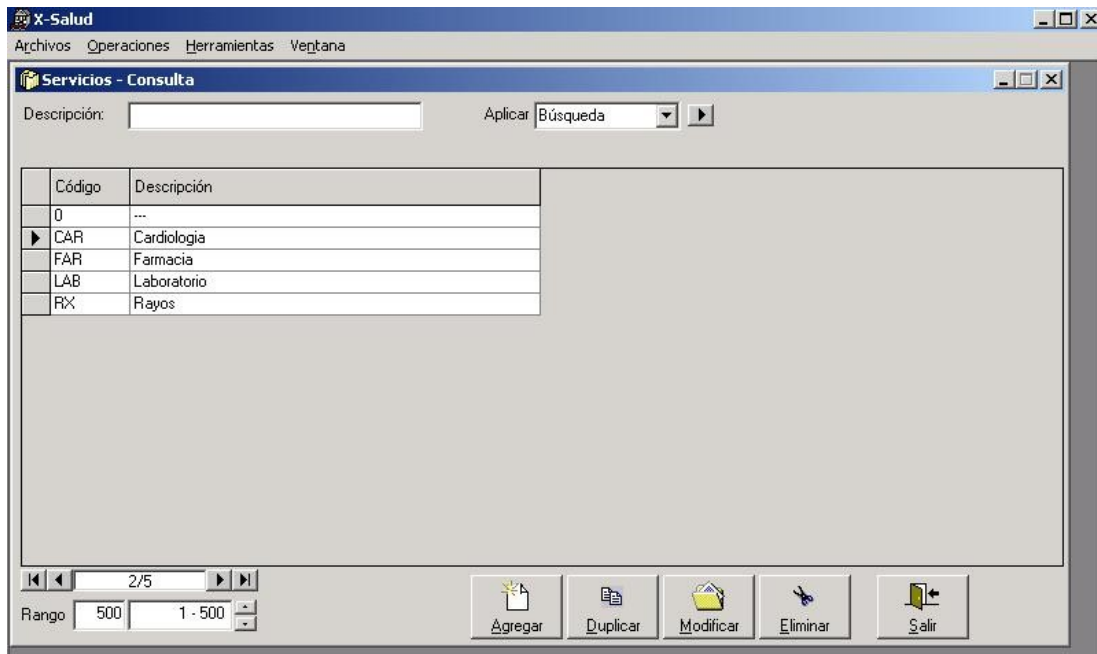 X-Salud
Archivos Operaciones Herramientas Ventana
Servicios - Consulta
Descripción: Aplicar Búsqueda
Código Descripción
0 ---
CAR Cardiologia
FAR Farmacia
LAB Laboratorio
RX Rayos
2/5
Rango 500 1 - 500
Agregar Duplicar Modificar Eliminar Salir